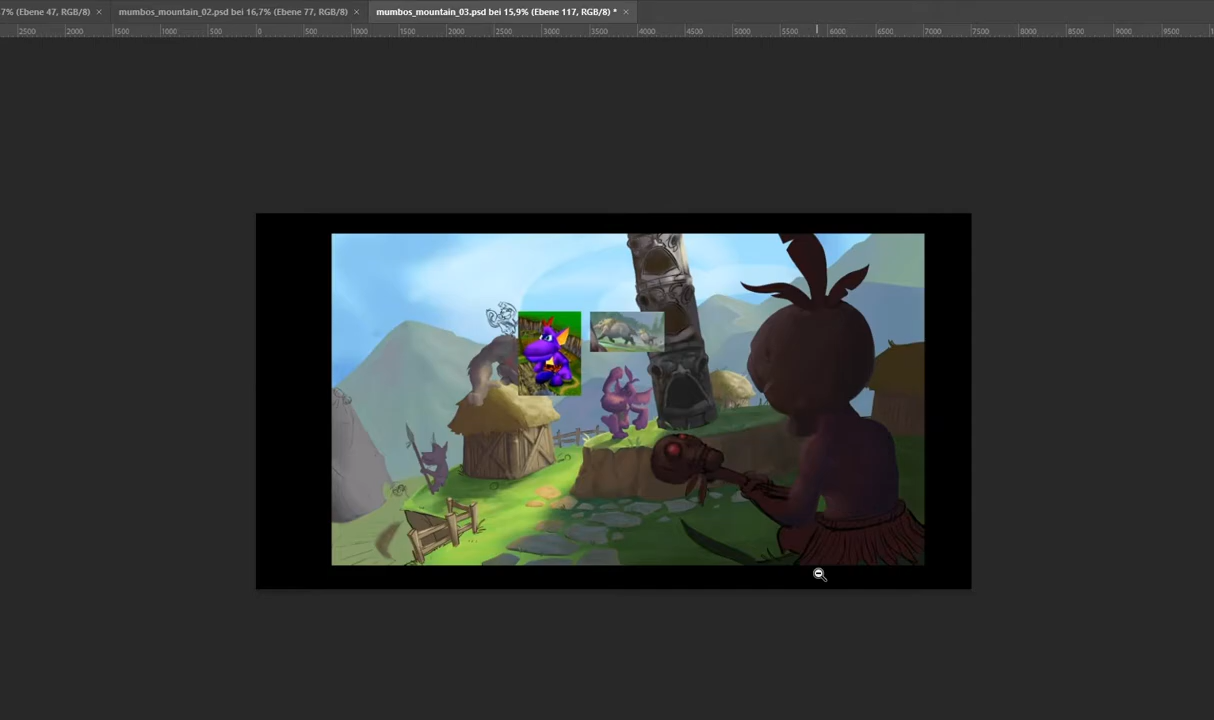 7% (Ebene 47, RGB/8) × mumbos_mountain_02.psd bei 16,7% (Ebene 77, RGB/8) × mumbos_mountain_03.psd bei 15,9% (Ebene 117, RGB/8) * ×
2500 2000 1500 1000 500 0 500 1000 1500 2000 2500 3000 3500 4000 4500 5000 5500 6000 6500 7000 7500 8000 8500 9000 9500